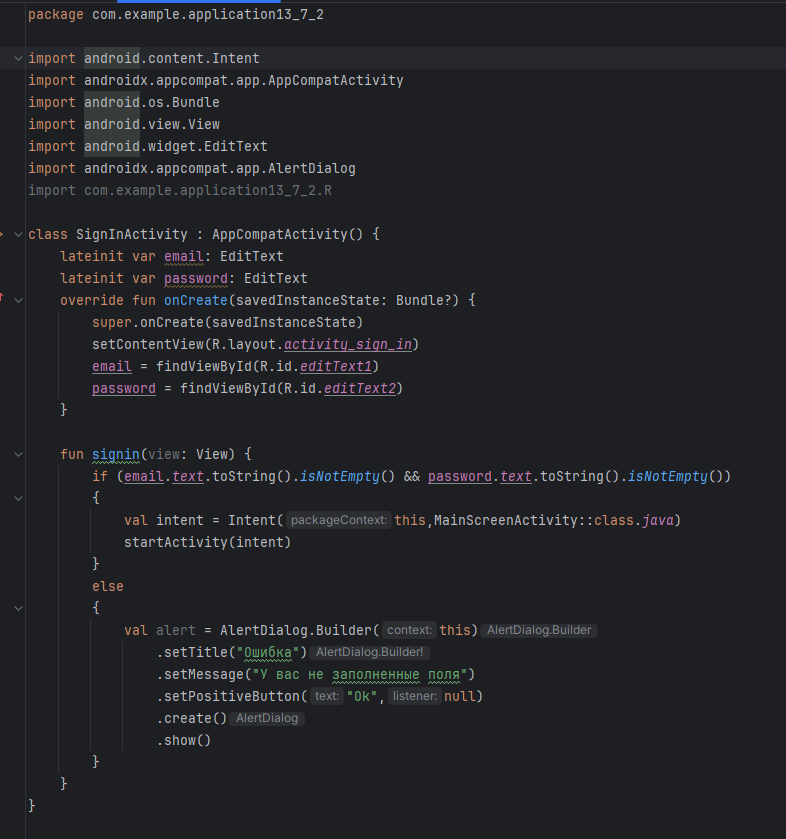 package com.example.application13_7_2
import android.content.Intent
import androidx.appcompat.app.AppCompatActivity
import android.os.Bundle
import android.view.View
import android.widget.EditText
import androidx.appcompat.app.AlertDialog
import com.example.application13_7_2.R
class SignInActivity : AppCompatActivity() {
    lateinit var email: EditText
    lateinit var password: EditText
    override fun onCreate(savedInstanceState: Bundle?) {
        super.onCreate(savedInstanceState)
        setContentView(R.layout.activity_sign_in)
        email = findViewById(R.id.editText1)
        password = findViewById(R.id.editText2)
    }
    fun signin(view: View) {
        if (email.text.toString().isNotEmpty() && password.text.toString().isNotEmpty())
        {
            val intent = Intent( packageContext: this,MainScreenActivity::class.java)
            startActivity(intent)
        }
        else
        {
            val alert = AlertDialog.Builder( context: this) AlertDialog.Builder
                .setTitle("Ошибка") AlertDialog.Builder!
                .setMessage("У вас не заполненные поля")
                .setPositiveButton( text: "Ok", listener: null)
                .create() AlertDialog
                .show()
        }
    }
}